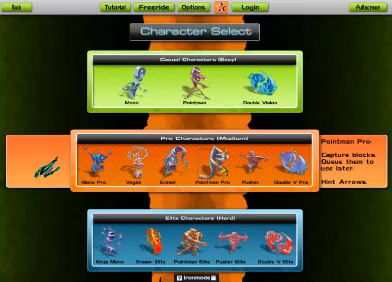 Back
Tutorial
Freeride
Options
Login
Fullscreen
Character Select
Casual Characters (Easy)
Mono
Pointman
Double Vision
Pro Characters (Medium)
Mono Pro
Vegas
Eraser
Pointman Pro
Pusher
Double V Pro
Pointman Pro:
Capture blocks.
Queue them to
use later.
Hint Arrows.
Elite Characters (Hard)
Ninja Mono
Eraser Elite
Pointman Elite
Pusher Elite
Double V Elite
? Ironmode